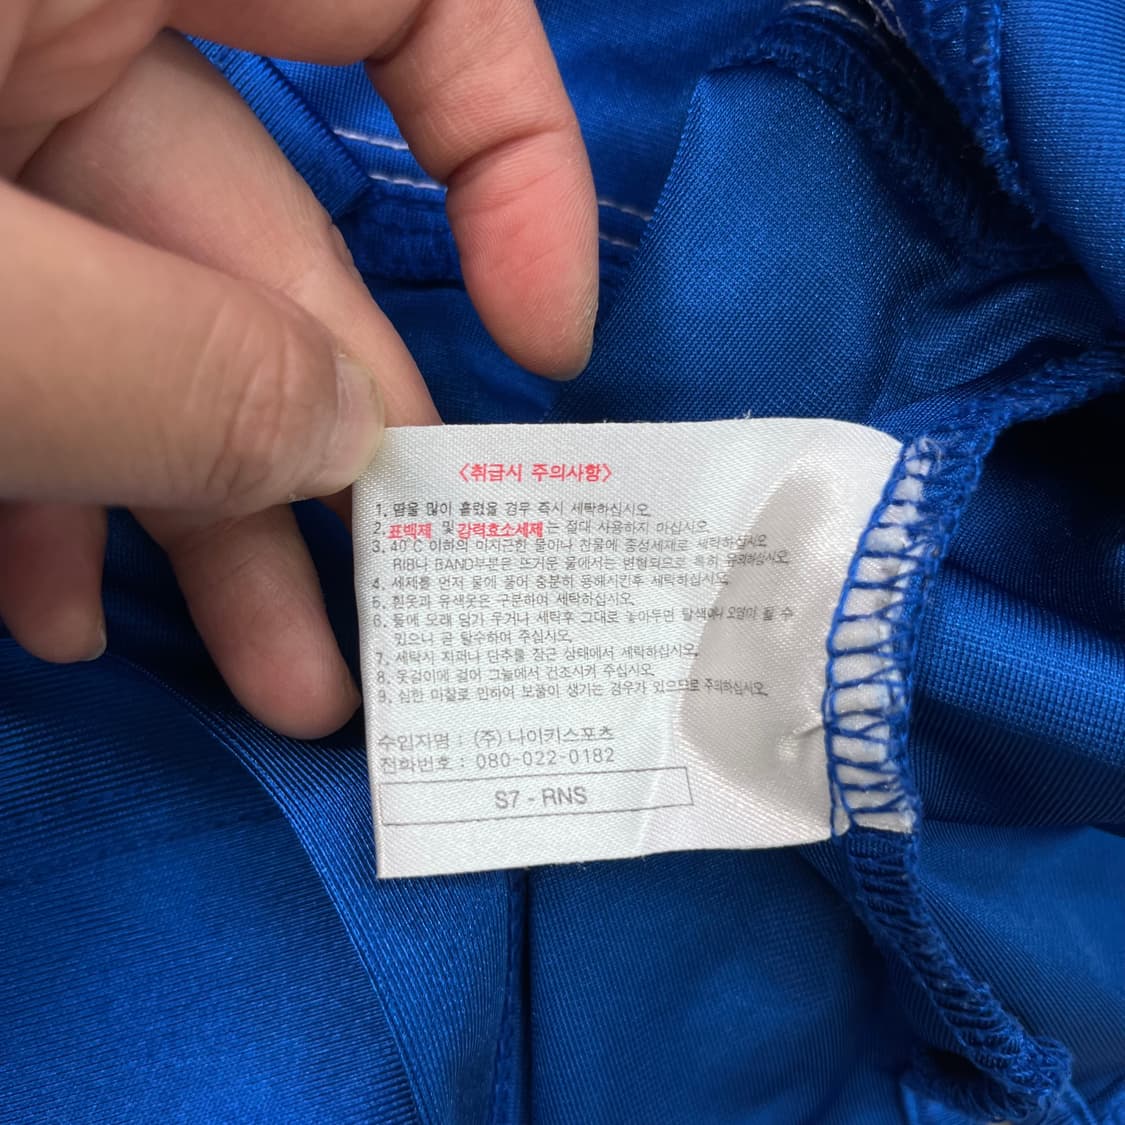 <취급시 주의사항>
1. 땀을 많이 흘렸을 경우 즉시 세탁하십시오.
2. 표백제 및 강력효소세제는 절대 사용하지 마십시오
3. 40˚C 이하의 미지근한 물이나 찬물에 중성세제로 세탁하십시오.
RIB나 BAND부분은 뜨거운 물에서는 변형되므로 특히 유의하십시오.
4. 세제를 먼저 물에 풀어 충분히 용해시킨후 세탁하십시오.
5. 흰옷과 유색옷은 구분하여 세탁하십시오.
6. 물에 오래 담가 두거나 세탁후 그대로 놓아두면 탈색이나 오염이 될 수
있으니 곧 탈수하여 주십시오.
7. 세탁시 지퍼나 단추를 잠근 상태에서 세탁하십시오.
8. 옷걸이에 걸어 그늘에서 건조시켜 주십시오.
9. 심한 마찰로 인하여 보풀이 생기는 경우가 있으므로 주의하십시오.
수입자명 : (주) 나이키스포츠
전화번호 : 080-022-0182
S7 - RNS